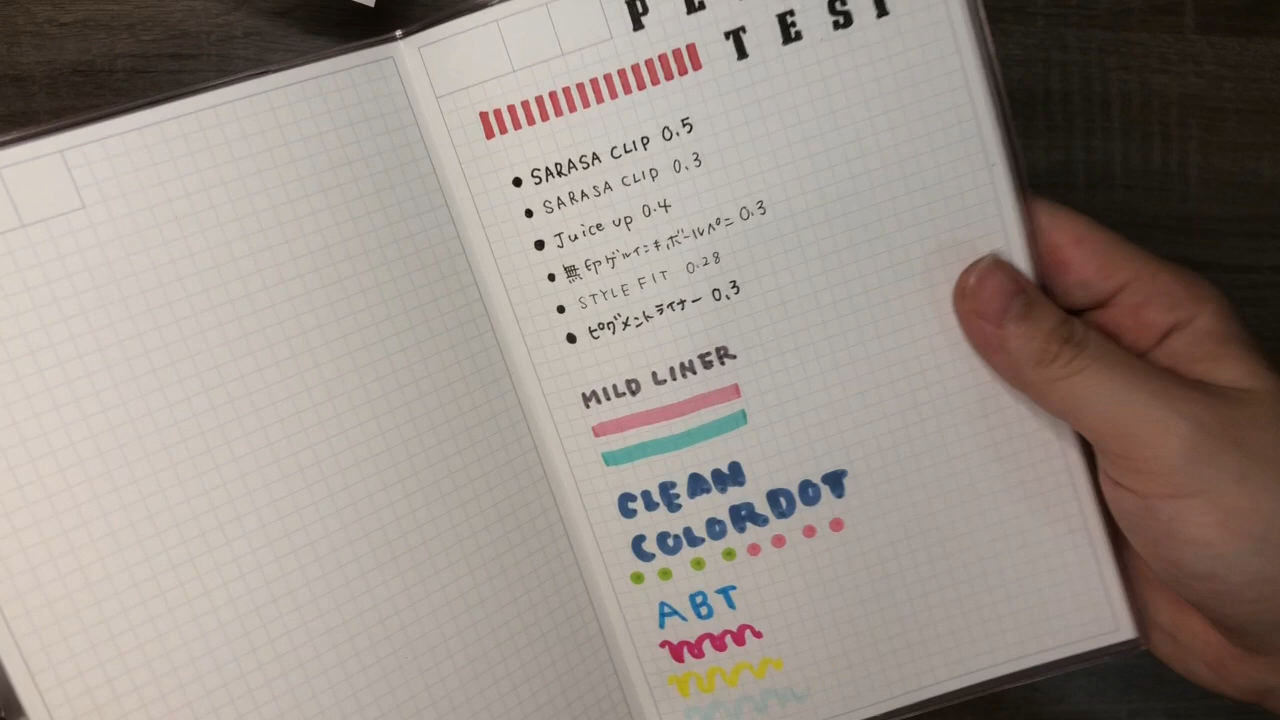 TEST
SARASA CLIP 0.5
SARASA CLIP 0.3
Juice up 0.4
無印ゲルインキボールペン 0.3
STYLE FIT 0.28
ピグメントライナー 0.3
MILD LINER
CLEAN
COLOR DOT
ABT